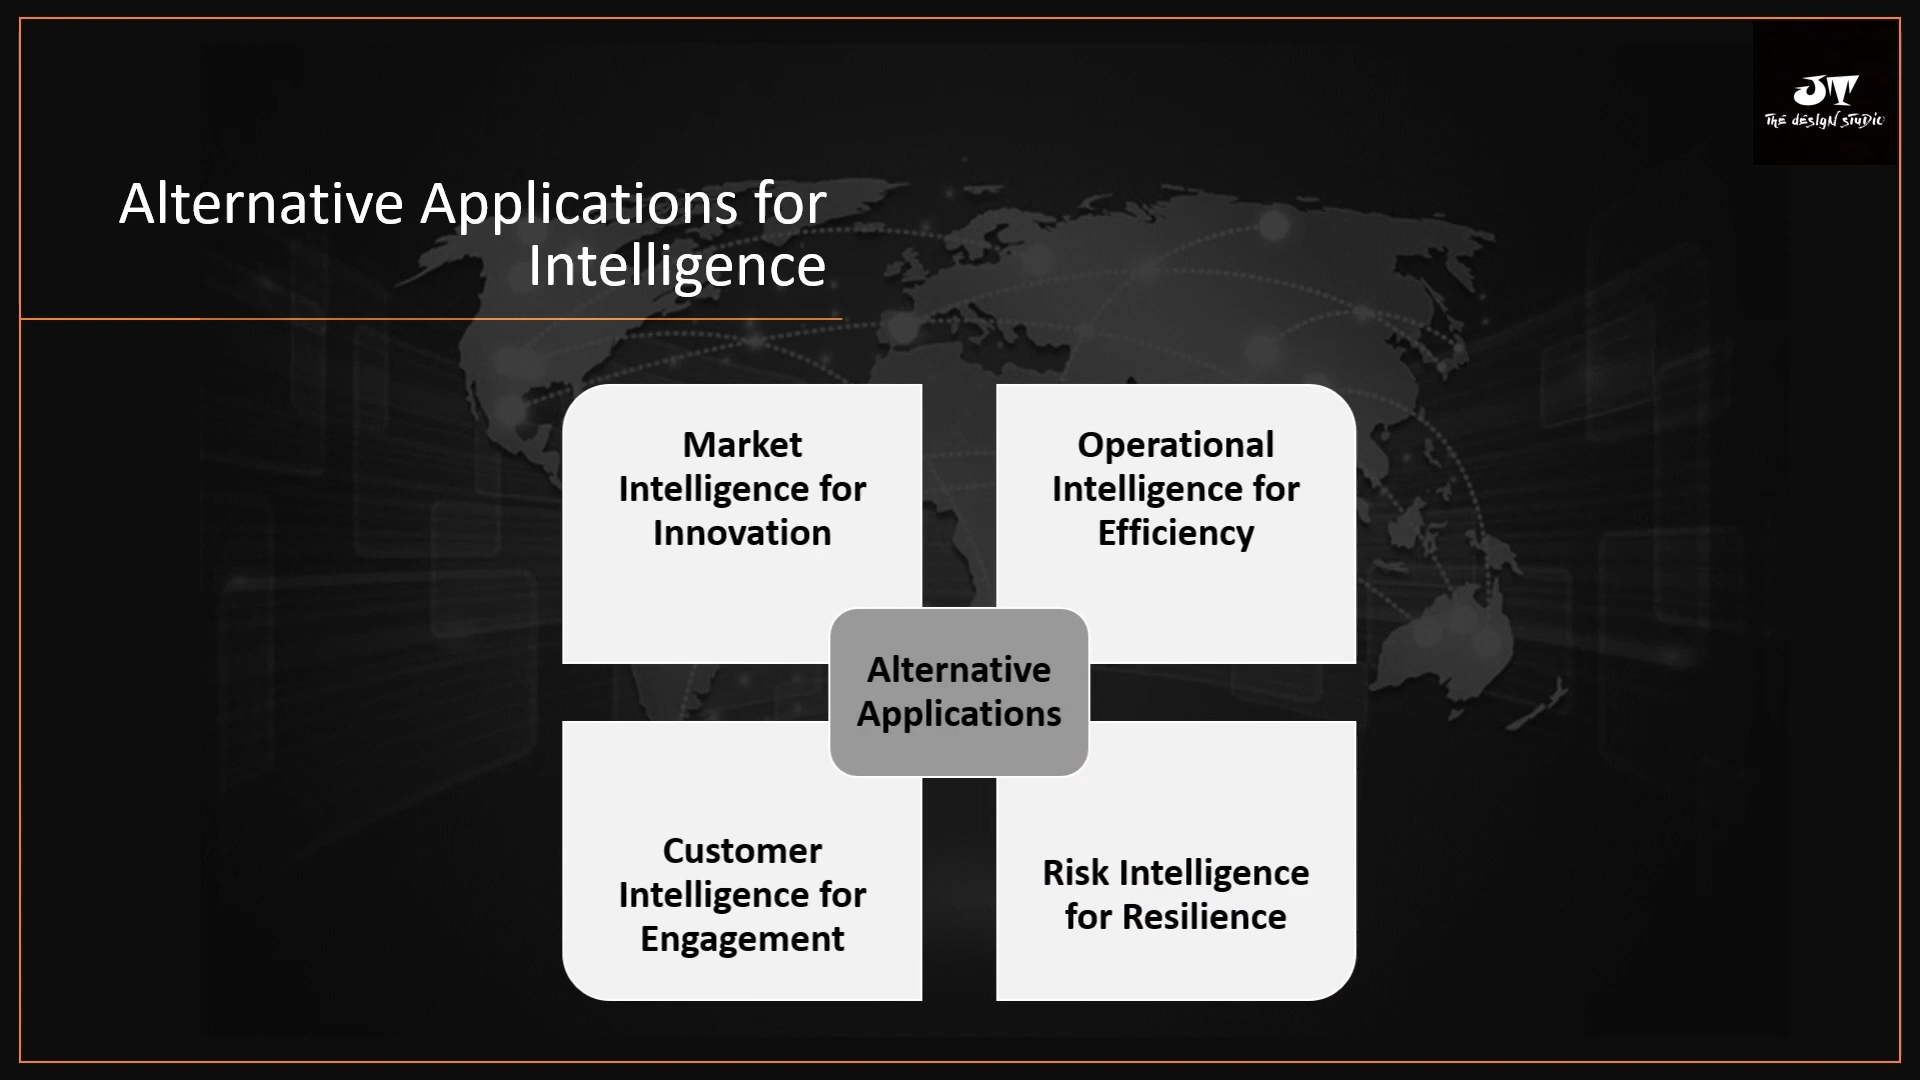 JT
THE DESIGN STUDIO
Alternative Applications for
Intelligence
Market
Intelligence for
Innovation
Operational
Intelligence for
Efficiency
Alternative
Applications
Customer
Intelligence for
Engagement
Risk Intelligence
for Resilience